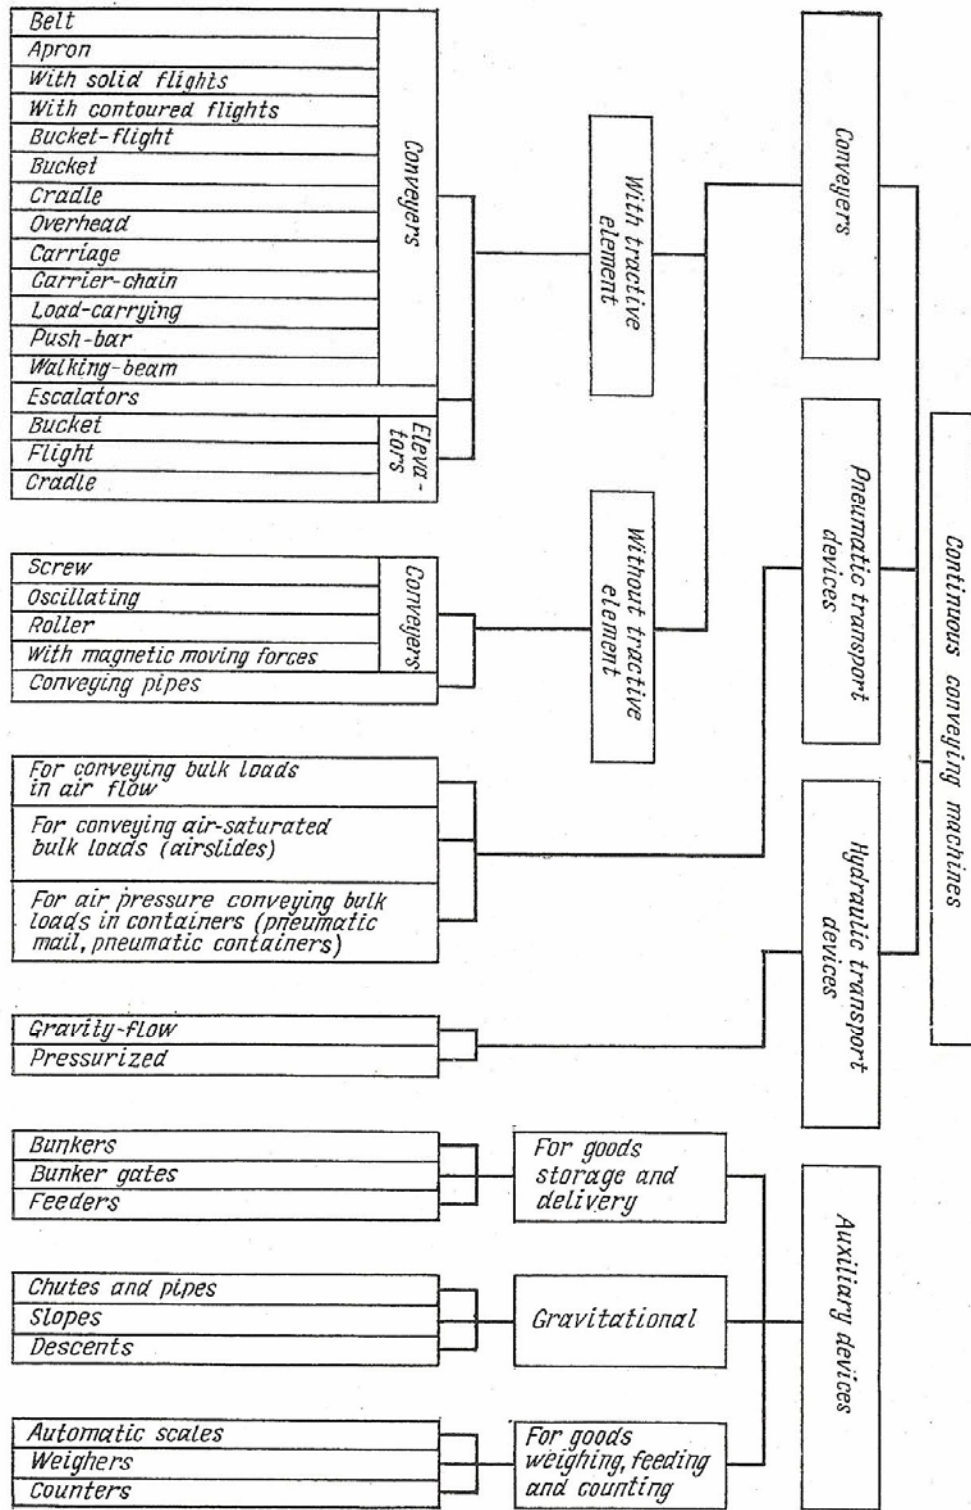 Belt
Apron
With solid flights
With contoured flights
Bucket-flight
Bucket
Cradle
Overhead
Carriage
Carrier-chain
Load-carrying
Push-bar
Walking-beam
Conveyers
Escalators
Bucket
Flight
Cradle
Eleva-
tors
With tractive
element
Conveyers
Screw
Oscillating
Roller
With magnetic moving forces
Conveyers
Conveying pipes
Without tractive
element
For conveying bulk loads
in air flow
For conveying air-saturated
bulk loads (airslides)
For air pressure conveying bulk
loads in containers (pneumatic
mail, pneumatic containers)
Pneumatic transport
devices
Gravity-flow
Pressurized
Hydraulic transport
devices
Continuous conveying machines
Bunkers
Bunker gates
Feeders
For goods
storage and
delivery
Chutes and pipes
Slopes
Descents
Gravitational
Automatic scales
Weighers
Counters
For goods
weighing, feeding
and counting
Auxiliary devices